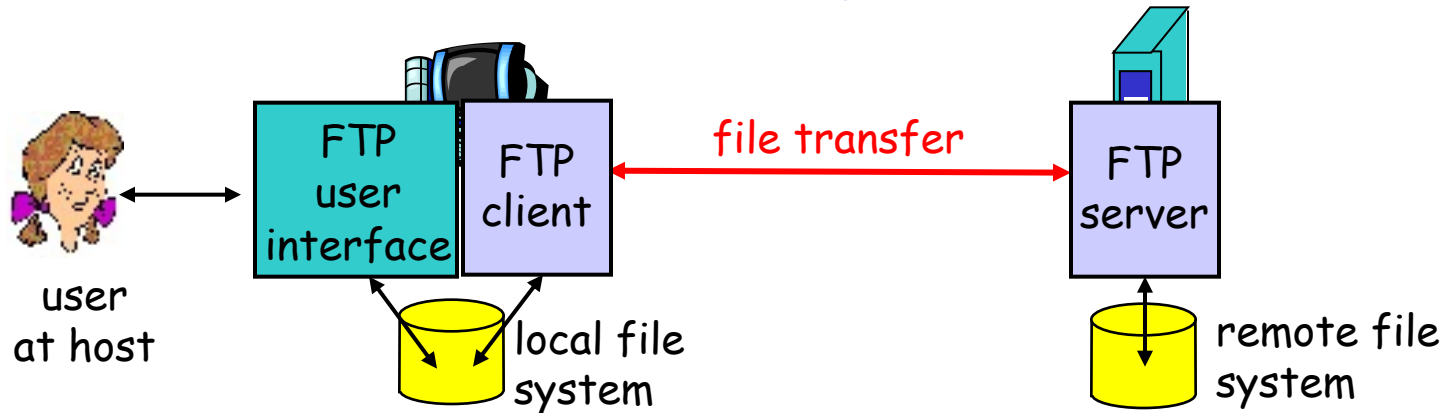 FTP
user
interface
FTP
client
file transfer
FTP
server
user
at host
local file
system
remote file
system